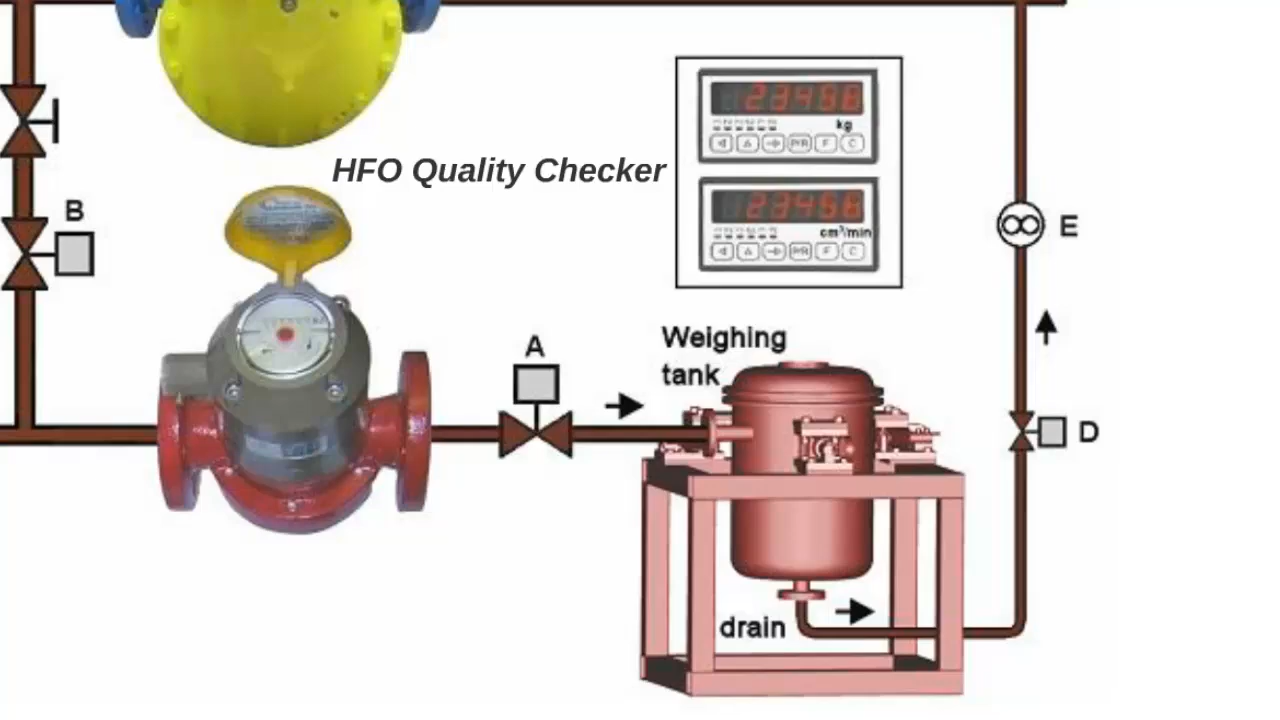 23456
kg
P/R F C
HFO Quality Checker
B
23456
cm³/min
P/R F C
E
A
Weighing
tank
D
drain